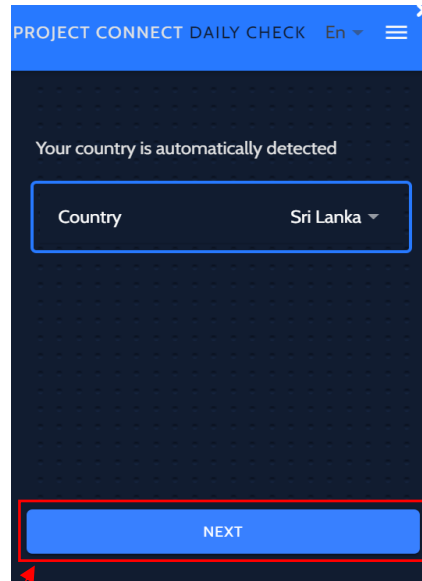 PROJECT CONNECT DAILY CHECK En
Your country is automatically detected
Country Sri Lanka
NEXT